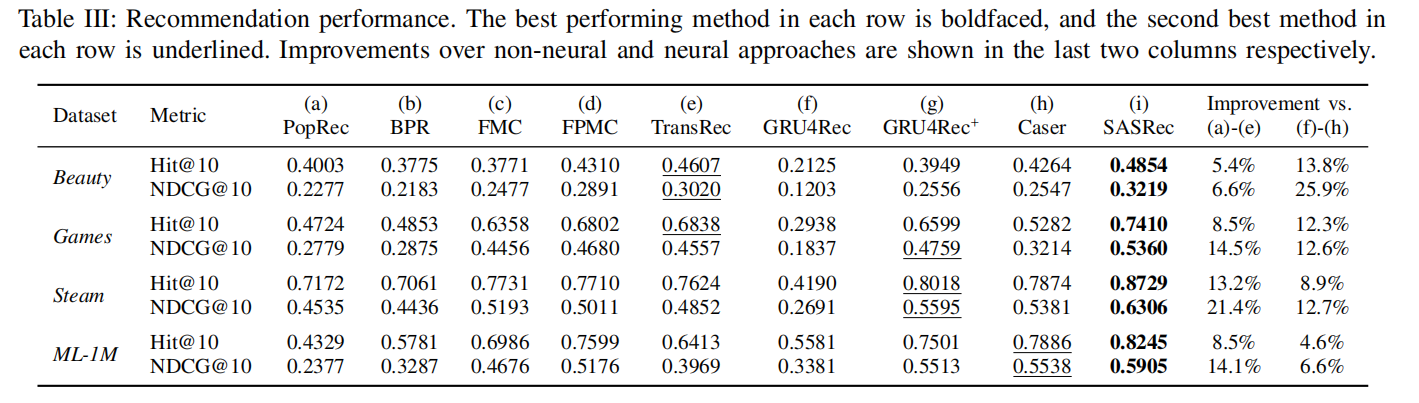 Table III: Recommendation performance. The best performing method in each row is boldfaced, and the second best method in
each row is underlined. Improvements over non-neural and neural approaches are shown in the last two columns respectively.
Dataset Metric (a) PopRec (b) BPR (c) FMC (d) FPMC (e) TransRec (f) GRU4Rec (g) GRU4Rec+ (h) Caser (i) SASRec Improvement vs. (a)-(e) (f)-(h)
Beauty Hit@10 0.4003 0.3775 0.3771 0.4310 0.4607 0.2125 0.3949 0.4264 0.4854 5.4% 13.8%
NDCG@10 0.2277 0.2183 0.2477 0.2891 0.3020 0.1203 0.2556 0.2547 0.3219 6.6% 25.9%
Games Hit@10 0.4724 0.4853 0.6358 0.6802 0.6838 0.2938 0.6599 0.5282 0.7410 8.5% 12.3%
NDCG@10 0.2779 0.2875 0.4456 0.4680 0.4557 0.1837 0.4759 0.3214 0.5360 14.5% 12.6%
Steam Hit@10 0.7172 0.7061 0.7731 0.7710 0.7624 0.4190 0.8018 0.7874 0.8729 13.2% 8.9%
NDCG@10 0.4535 0.4436 0.5193 0.5011 0.4852 0.2691 0.5595 0.5381 0.6306 21.4% 12.7%
ML-1M Hit@10 0.4329 0.5781 0.6986 0.7599 0.6413 0.5581 0.7501 0.7886 0.8245 8.5% 4.6%
NDCG@10 0.2377 0.3287 0.4676 0.5176 0.3969 0.3381 0.5513 0.5538 0.5905 14.1% 6.6%